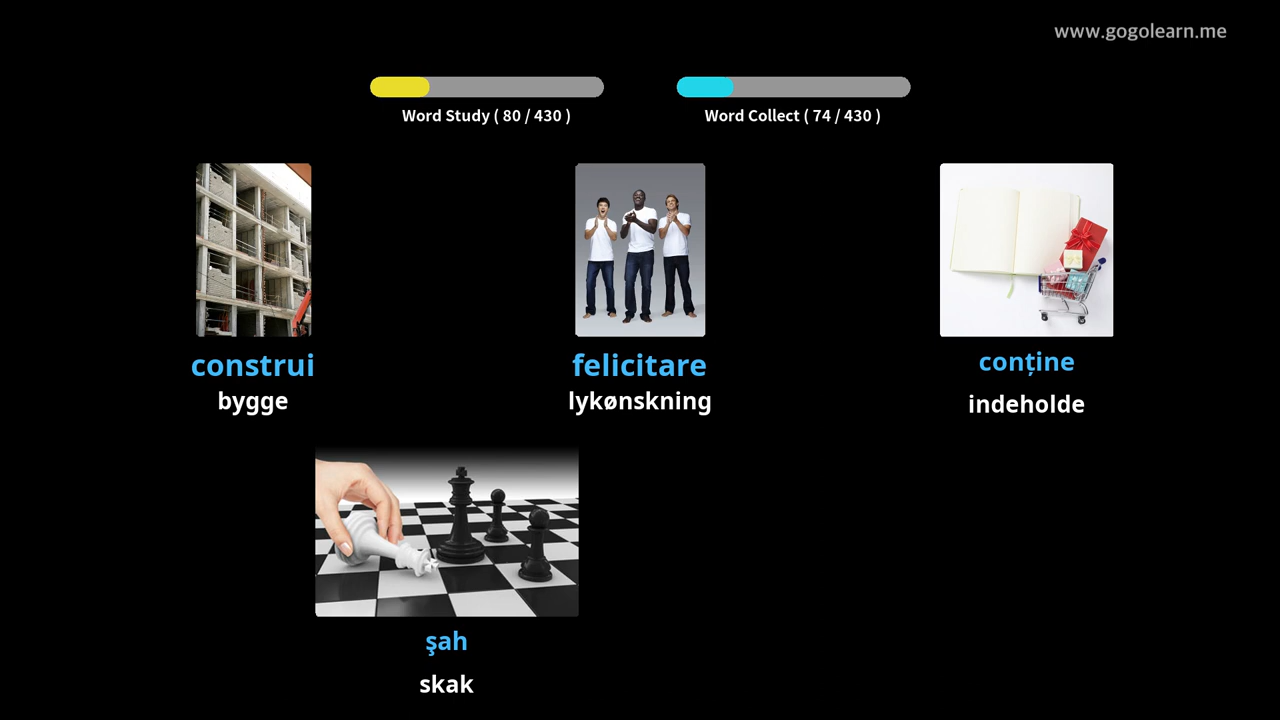 www.gogolearn.me
Word Study ( 80 / 430 )
Word Collect ( 74 / 430 )
construi
bygge
felicitare
lykønskning
conține
indeholde
şah
skak